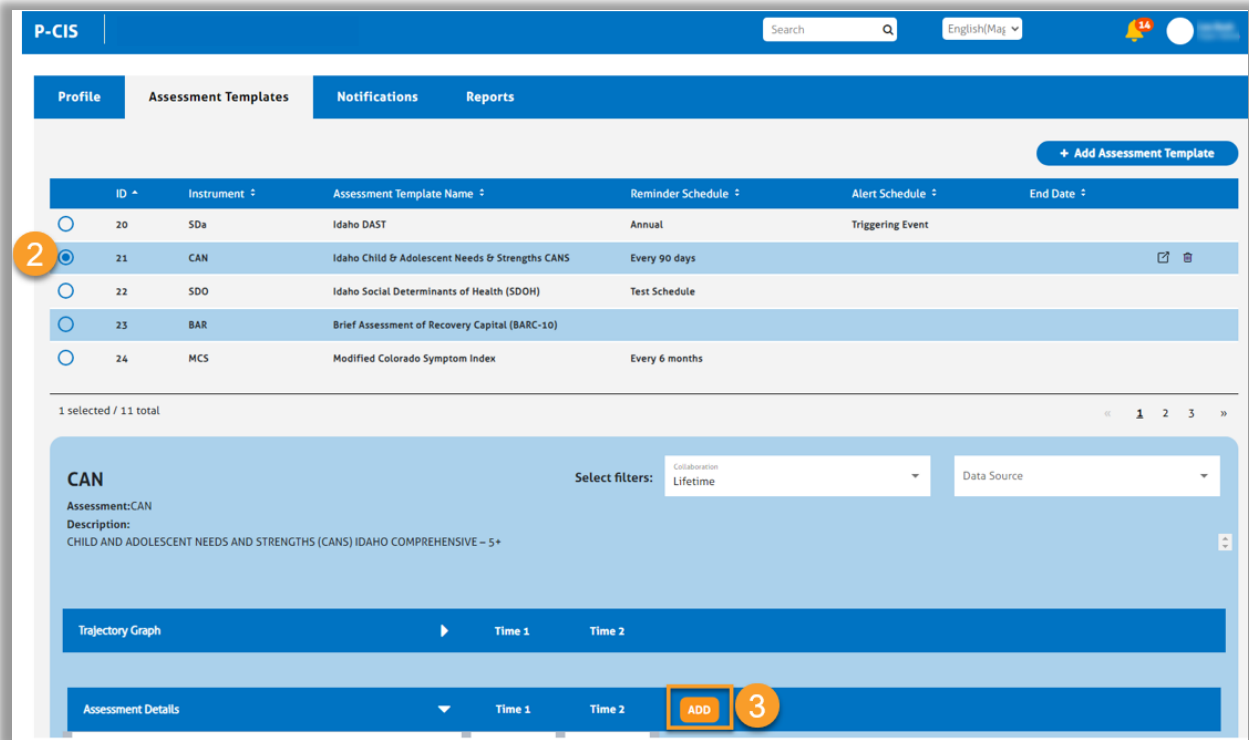 P-CIS Search English(Maṛ 14
Profile Assessment Templates Notifications Reports
+ Add Assessment Template
ID Instrument Assessment Template Name Reminder Schedule Alert Schedule End Date
20 SDa Idaho DAST Annual Triggering Event
2 21 CAN Idaho Child & Adolescent Needs & Strengths CANS Every 90 days
22 SDO Idaho Social Determinants of Health (SDOH) Test Schedule
23 BAR Brief Assessment of Recovery Capital (BARC-10)
24 MCS Modified Colorado Symptom Index Every 6 months
1 selected / 11 total « 1 2 3 »
CAN Select filters: Collaboration Lifetime Data Source
Assessment:CAN
Description:
CHILD AND ADOLESCENT NEEDS AND STRENGTHS (CANS) IDAHO COMPREHENSIVE – 5+
Trajectory Graph Time 1 Time 2
Assessment Details Time 1 Time 2 ADD 3